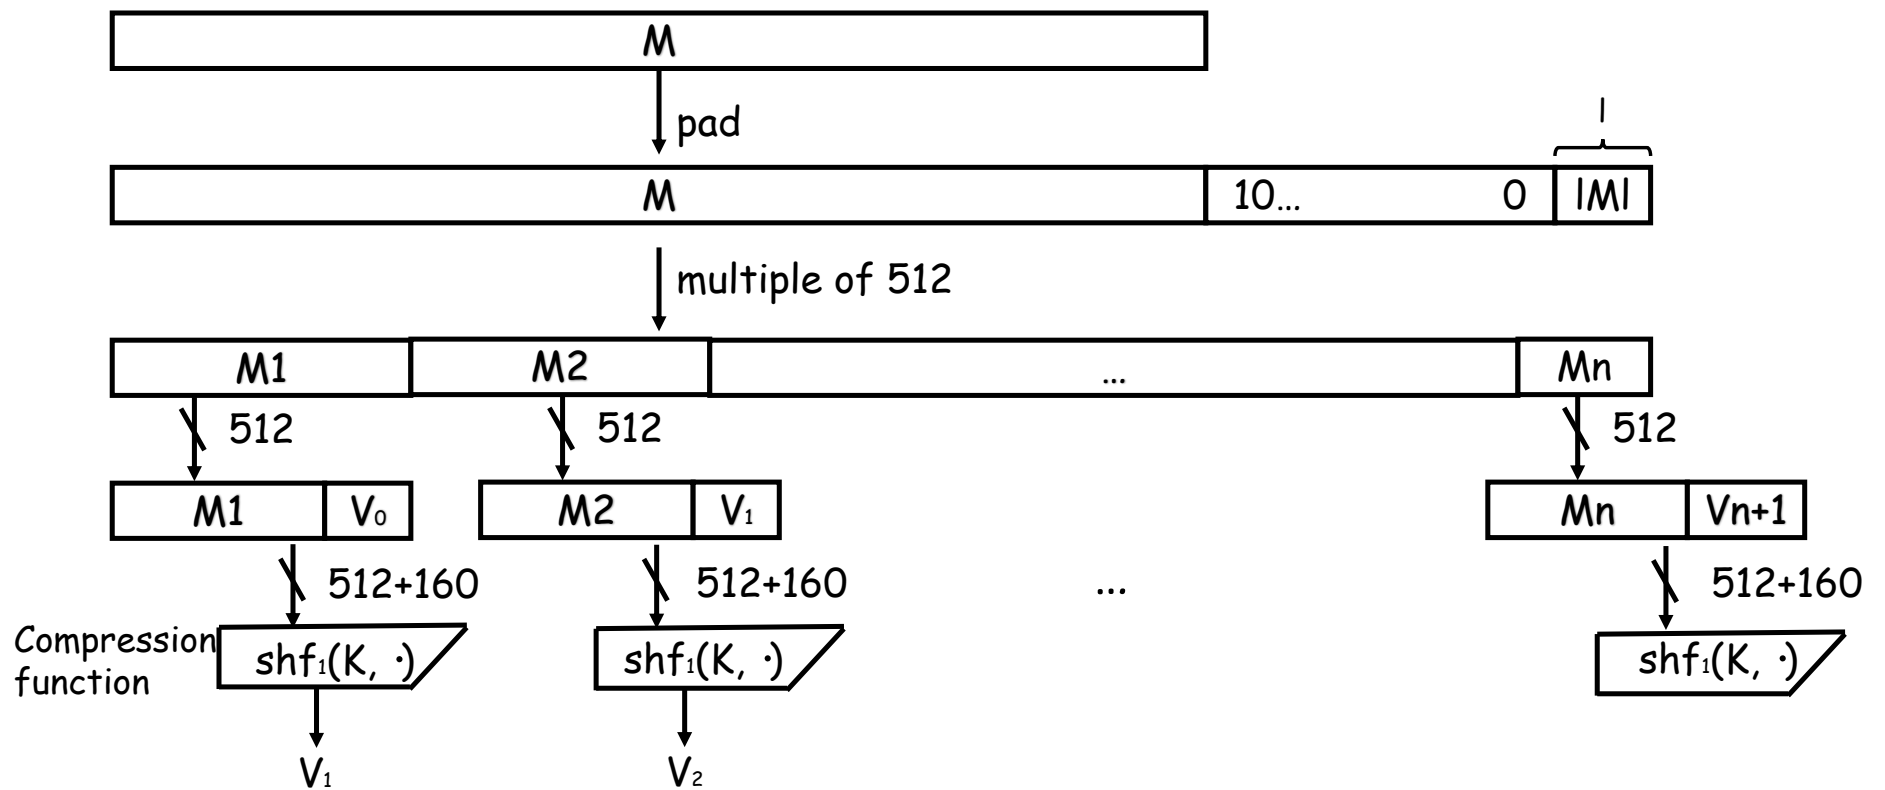 M
pad
l
M 10... 0 |M|
multiple of 512
M1 M2 ... Mn
512 512 512
M1 V₀ M2 V₁ Mn Vn+1
512+160 512+160 ... 512+160
Compression
function
shf₁(K, ·) shf₁(K, ·) shf₁(K, ·)
V₁ V₂